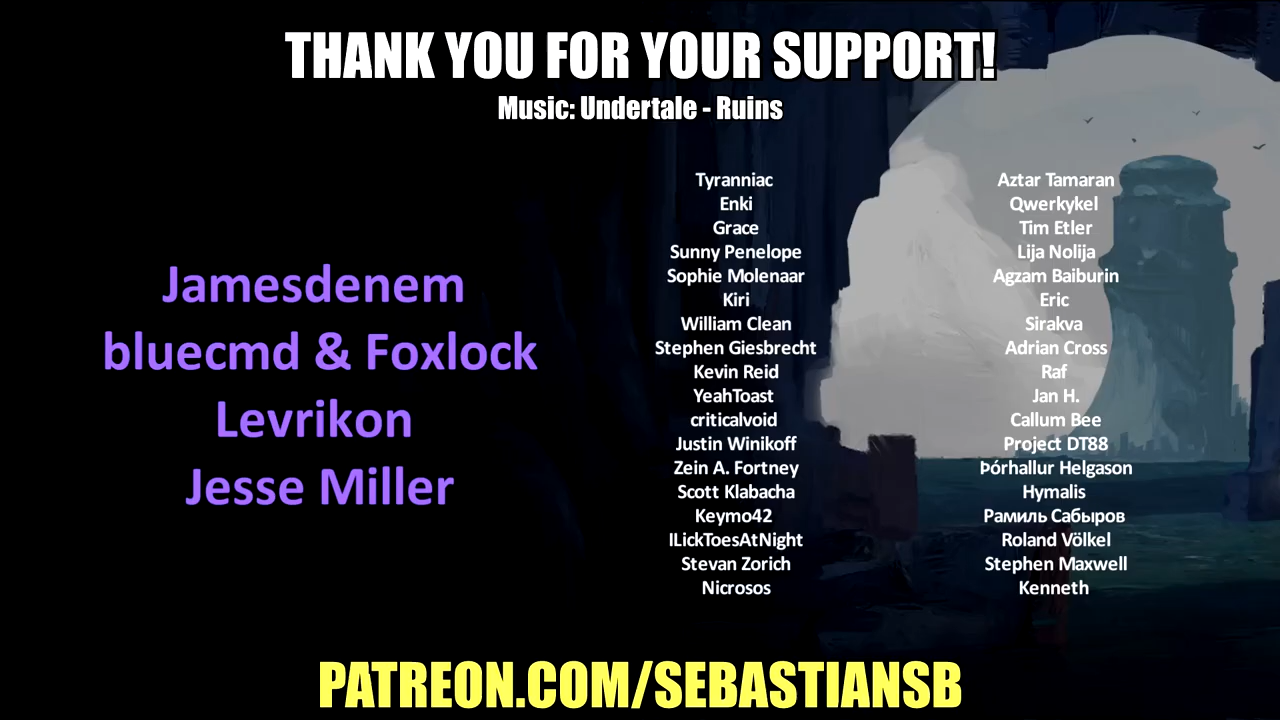 THANK YOU FOR YOUR SUPPORT!
Music: Undertale - Ruins
Jamesdenem
bluecmd & Foxlock
Levrikon
Jesse Miller
Tyranniac
Enki
Grace
Sunny Penelope
Sophie Molenaar
Kiri
William Clean
Stephen Giesbrecht
Kevin Reid
YeahToast
criticalvoid
Justin Winikoff
Zein A. Fortney
Scott Klabacha
Keymo42
ILickToesAtNight
Stevan Zorich
Nicrosos
Aztar Tamaran
Qwerkykel
Tim Etler
Lija Nolija
Agzam Baiburin
Eric
Sirakva
Adrian Cross
Raf
Jan H.
Callum Bee
Project DT88
Þórhallur Helgason
Hymalis
Рамиль Сабыров
Roland Völkel
Stephen Maxwell
Kenneth
PATREON.COM/SEBASTIANSB